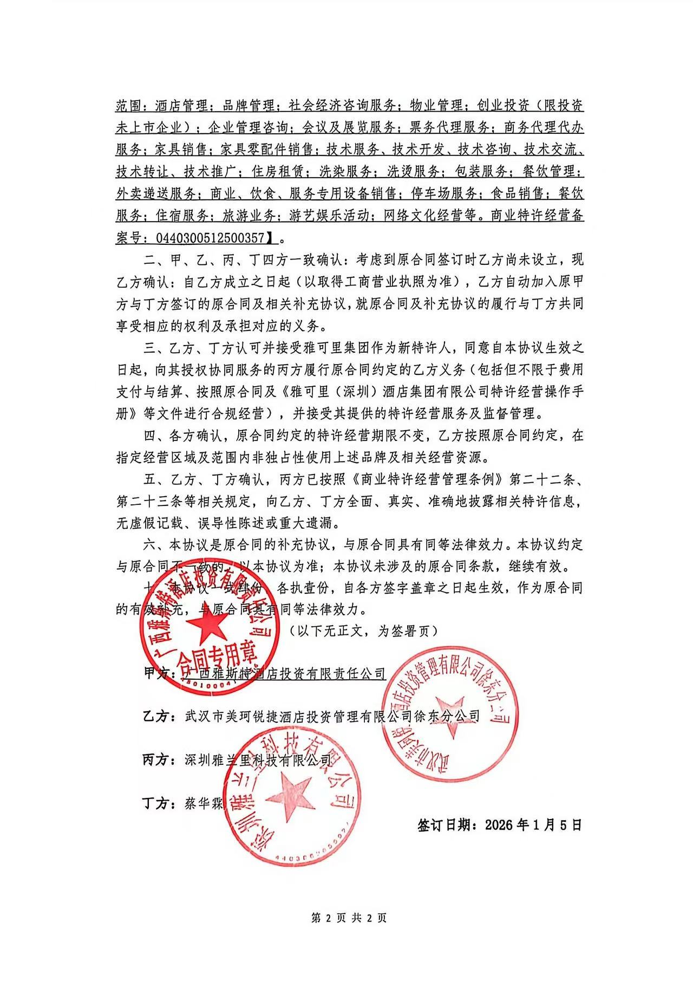 范围：酒店管理；品牌管理；社会经济咨询服务；物业管理；创业投资（限投资
未上市企业）；企业管理咨询；会议及展览服务；票务代理服务；商务代理代办
服务；家具销售；家具零配件销售；技术服务、技术开发、技术咨询、技术交流、
技术转让、技术推广；住房租赁；洗染服务；洗烫服务；包装服务；餐饮管理；
外卖递送服务；商业、饮食、服务专用设备销售；停车场服务；食品销售；餐饮
服务；住宿服务；旅游业务；游艺娱乐活动；网络文化经营等。商业特许经营备
案号：0440300512500357】。
二、甲、乙、丙、丁四方一致确认：考虑到原合同签订时乙方尚未设立，现
乙方确认：自乙方成立之日起（以取得工商营业执照为准），乙方自动加入原甲
方与丁方签订的原合同及相关补充协议，就原合同及补充协议的履行与丁方共同
享受相应的权利及承担对应的义务。
三、乙方、丁方认可并接受雅可里集团作为新特许人，同意自本协议生效之
日起，向其授权协同服务的丙方履行原合同约定的乙方义务（包括但不限于费用
支付与结算、按照原合同及《雅可里（深圳）酒店集团有限公司特许经营操作手
册》等文件进行合规经营），并接受其提供的特许经营服务及监督管理。
四、各方确认，原合同约定的特许经营期限不变，乙方按照原合同约定，在
指定经营区域及范围内非独占性使用上述品牌及相关经营资源。
五、乙方、丁方确认，丙方已按照《商业特许经营管理条例》第二十二条、
第二十三条等相关规定，向乙方、丁方全面、真实、准确地披露相关特许信息，
无虚假记载、误导性陈述或重大遗漏。
六、本协议是原合同的补充协议，与原合同具有同等法律效力。本协议约定
与原合同不一致的，以本协议为准；本协议未涉及的原合同条款，继续有效。
七、本协议一式肆份，各执壹份，自各方签字盖章之日起生效，作为原合同
的有效补充，与原合同具有同等法律效力。
（以下无正文，为签署页）
广西雅斯特酒店投资有限责任公司
合同专用章
甲方：广西雅斯特酒店投资有限责任公司
乙方：武汉市美珂锐捷酒店投资管理有限公司徐东分公司
酒店投资管理有限公司徐东分公司
丙方：深圳雅兰里科技有限公司
深圳雅兰里科技有限公司
丁方：蔡华霖
签订日期：2026年1月5日
第 2 页 共 2 页